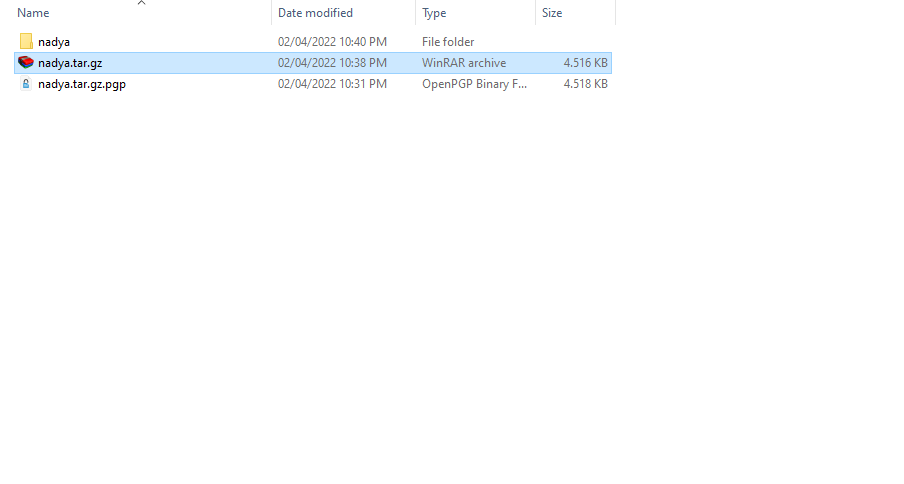 Name Date modified Type Size
nadya 02/04/2022 10:40 PM File folder
nadya.tar.gz 02/04/2022 10:38 PM WinRAR archive 4.516 KB
nadya.tar.gz.pgp 02/04/2022 10:31 PM OpenPGP Binary F... 4.518 KB